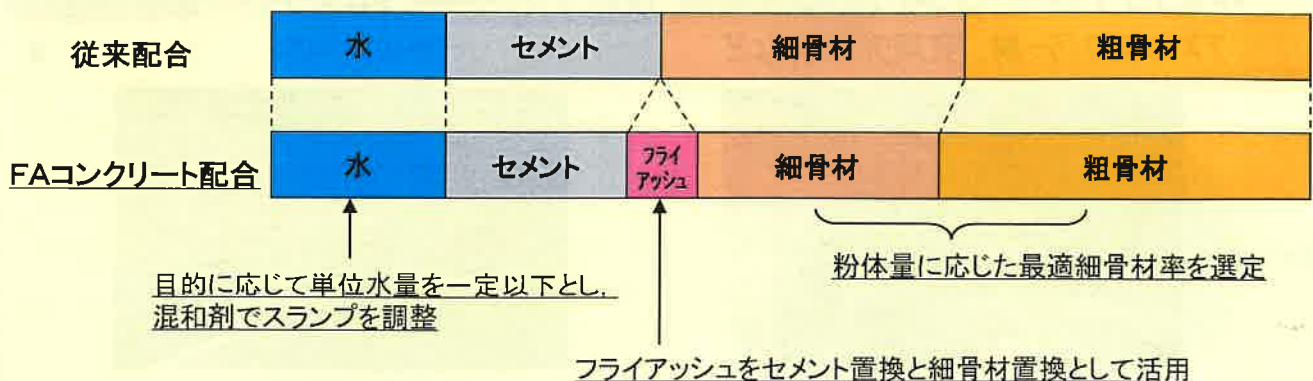 従来配合
水
セメント
細骨材
粗骨材
FAコンクリート配合
水
セメント
フライ
アッシュ
細骨材
粗骨材
目的に応じて単位水量を一定以下とし,
混和剤でスランプを調整
粉体量に応じた最適細骨材率を選定
フライアッシュをセメント置換と細骨材置換として活用